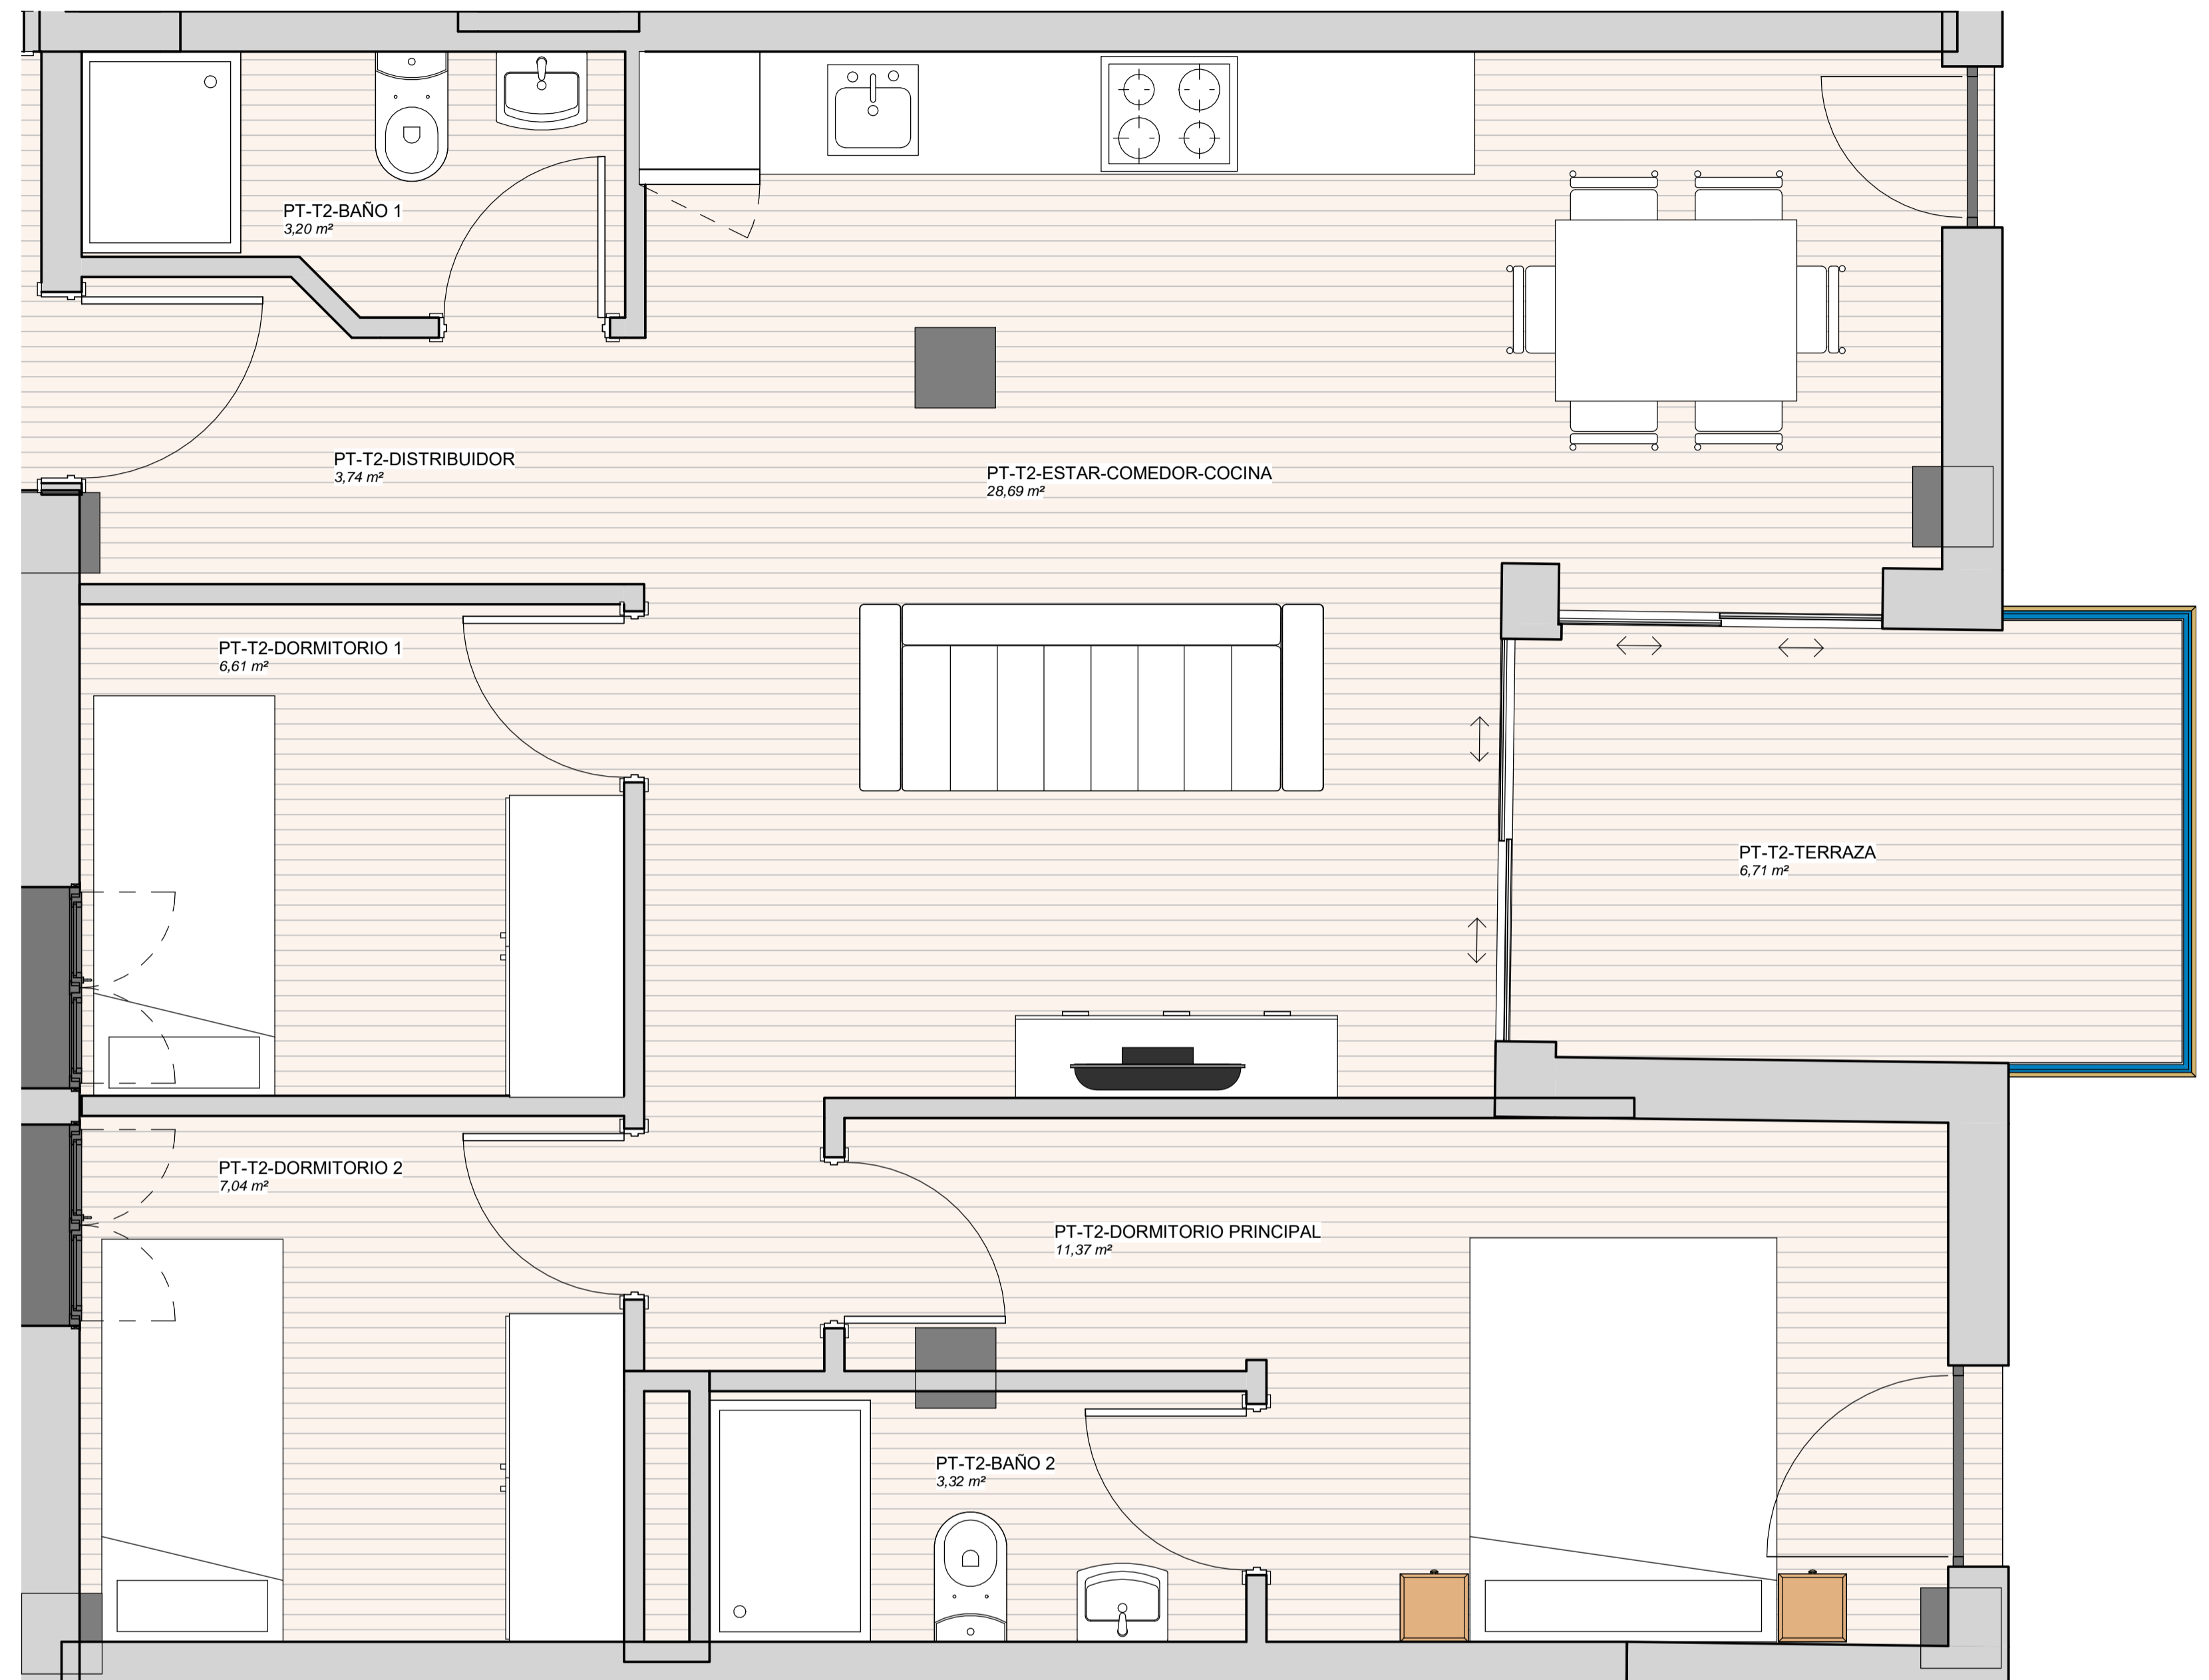 PT-T2-BAÑO 1
3,20 m²
PT-T2-DISTRIBUIDOR
3,74 m²
PT-T2-ESTAR-COMEDOR-COCINA
28,69 m²
PT-T2-DORMITORIO 1
6,61 m²
PT-T2-TERRAZA
6,71 m²
PT-T2-DORMITORIO 2
7,04 m²
PT-T2-DORMITORIO PRINCIPAL
11,37 m²
PT-T2-BAÑO 2
3,32 m²